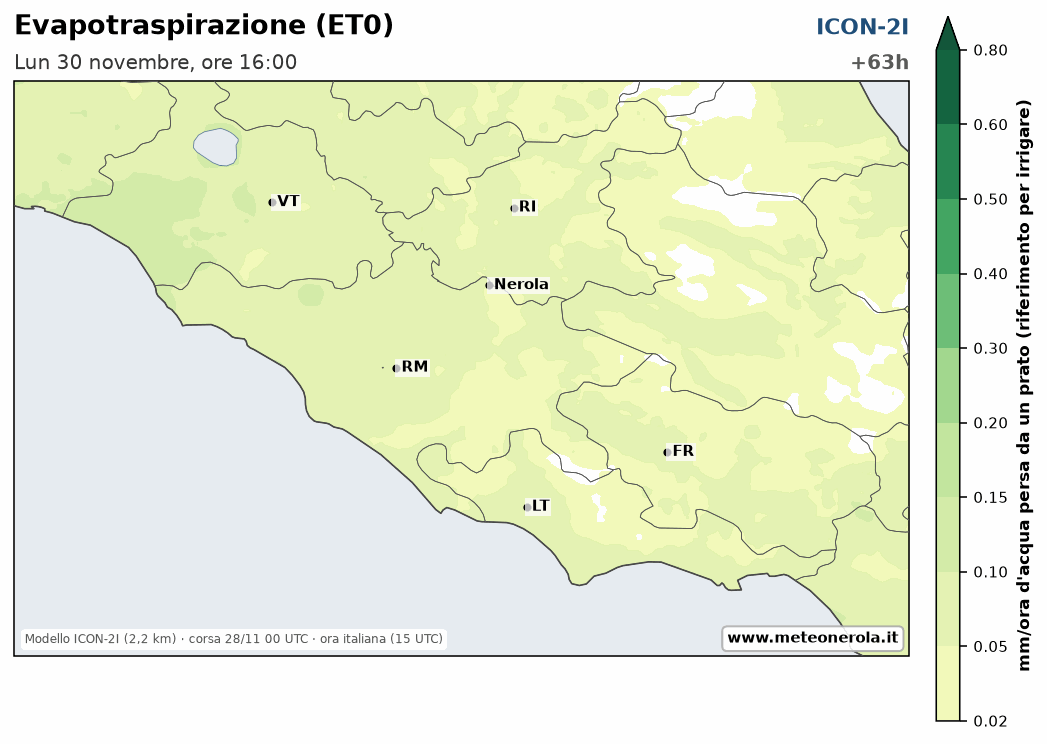 Evapotraspirazione (ET0)
ICON-2I
Lun 30 novembre, ore 16:00
+63h
VT
RI
Nerola
RM
FR
LT
Modello ICON-2I (2,2 km) · corsa 28/11 00 UTC · ora italiana (15 UTC)
www.meteonerola.it
0.80
0.60
0.50
0.40
0.30
0.20
0.15
0.10
0.05
0.02
mm/ora d'acqua persa da un prato (riferimento per irrigare)